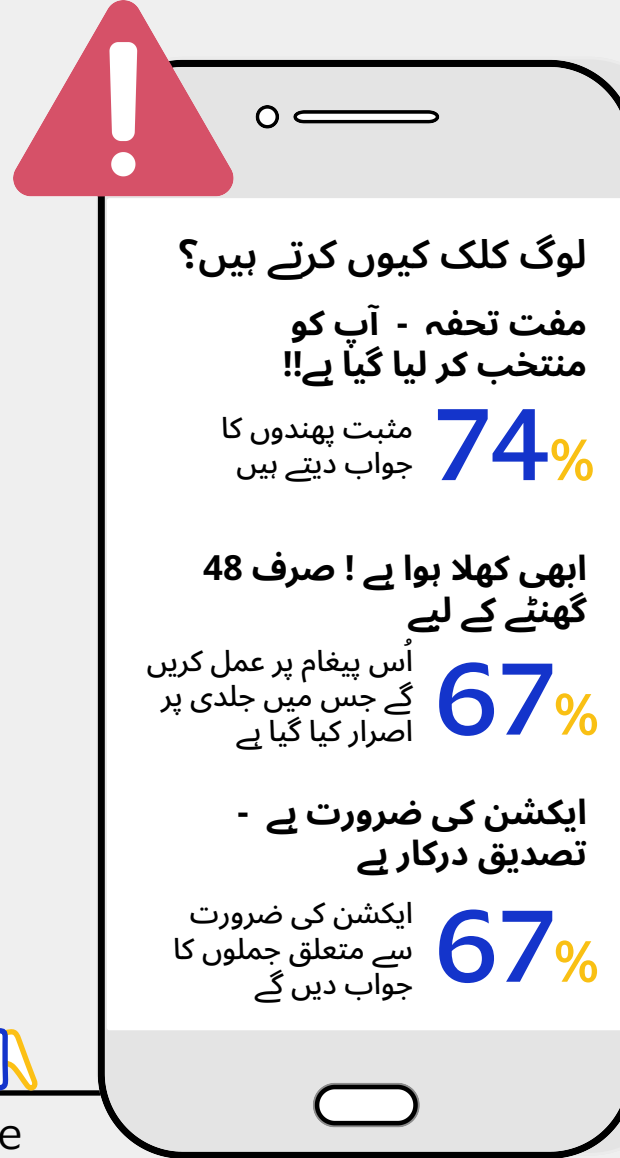 لوگ کلک کیوں کرتے ہیں؟
مفت تحفہ - آپ کو
منتخب کر لیا گیا ہے!!
74%
مثبت پھندوں کا
جواب دیتے ہیں
ابھی کھلا ہوا ہے ! صرف 48
گھنٹے کے لیے
67%
اُس پیغام پر عمل کریں
گے جس میں جلدی پر
اصرار کیا گیا ہے
ایکشن کی ضرورت ہے -
تصدیق درکار ہے
67%
ایکشن کی ضرورت
سے متعلق جملوں کا
جواب دیں گے
e